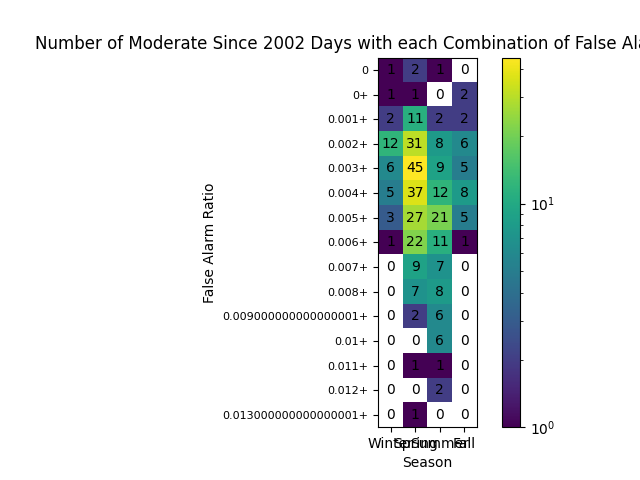 Number of Moderate Since 2002 Days with each Combination of False Ala
0 1 2 1 0
0+ 1 1 0 2
0.001+ 2 11 2 2
0.002+ 12 31 8 6
0.003+ 6 45 9 5
0.004+ 5 37 12 8
0.005+ 3 27 21 5
0.006+ 1 22 11 1
0.007+ 0 9 7 0
0.008+ 0 7 8 0
0.009000000000000001+ 0 2 6 0
0.01+ 0 0 6 0
0.011+ 0 1 1 0
0.012+ 0 0 2 0
0.013000000000000001+ 0 1 0 0
Winter Spring Summer Fall
Season
False Alarm Ratio
10¹
10⁰